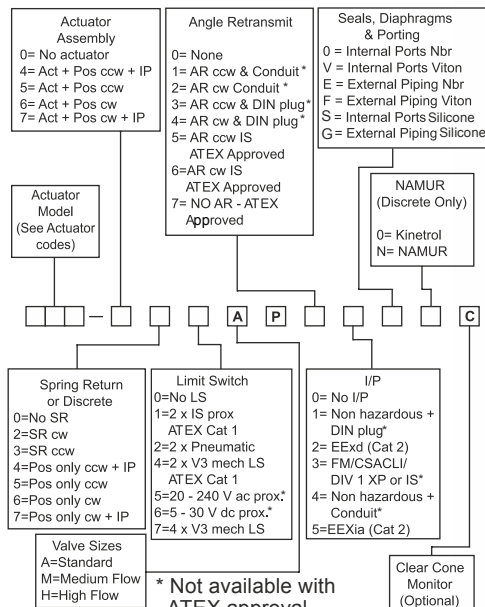 Actuator
Assembly
0= No actuator
4= Act + Pos ccw + IP
5= Act + Pos ccw
6= Act + Pos cw
7= Act + Pos cw + IP
Angle Retransmit
0= None
1= AR ccw & Conduit*
2= AR cw Conduit*
3= AR ccw & DIN plug*
4= AR cw & DIN plug*
5= AR ccw IS
ATEX Approved
6=AR cw IS
ATEX Approved
7= NO AR - ATEX
Approved
Seals, Diaphragms
& Porting
0 = Internal Ports Nbr
V = Internal Ports Viton
E = External Piping Nbr
F = External Piping Viton
S = Internal Ports Silicone
G = External Piping Silicone
Actuator
Model
(See Actuator
codes)
NAMUR
(Discrete Only)
0= Kinetrol
N= NAMUR
– A P C
Spring Return
or Discrete
0=No SR
2=SR cw
3=SR ccw
4=Pos only ccw + IP
5=Pos only ccw
6=Pos only cw
7=Pos only cw + IP
Limit Switch
0=No LS
1=2 x IS prox
ATEX Cat 1
2=2 x Pneumatic
4=2 x V3 mech LS
ATEX Cat 1
5=20 - 240 V ac prox.*
6=5 - 30 V dc prox.*
7=4 x V3 mech LS
I/P
0= No I/P
1= Non hazardous +
DIN plug*
2= EExd (Cat 2)
3= FM/CSACLI/
DIV 1 XP or IS*
4= Non hazardous +
Conduit*
5=EEXia (Cat 2)
Valve Sizes
A=Standard
M=Medium Flow
H=High Flow
* Not available with
ATEX approval
Clear Cone
Monitor
(Optional)